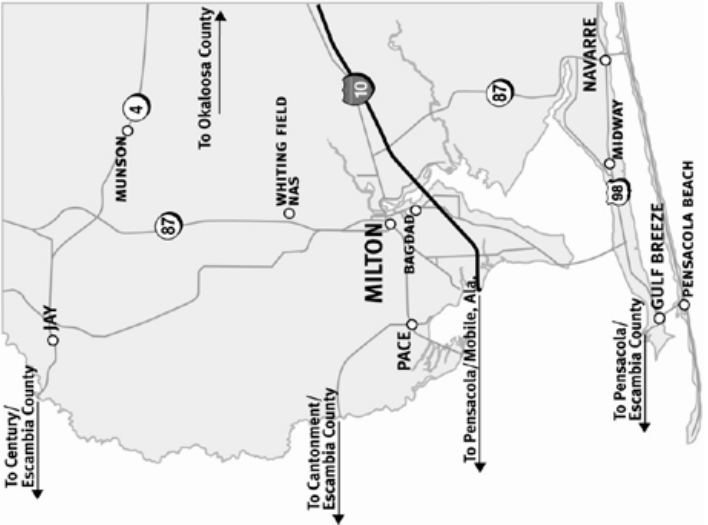 To Century/
Escambia County
JAY
4
MUNSON
To Okaloosa County
87
WHITING FIELD
NAS
10
87
MILTON
BAGDAD
PACE
To Cantonment/
Escambia County
To Pensacola/Mobile, Ala.
NAVARRE
MIDWAY
98
GULF BREEZE
PENSACOLA BEACH
To Pensacola/
Escambia County